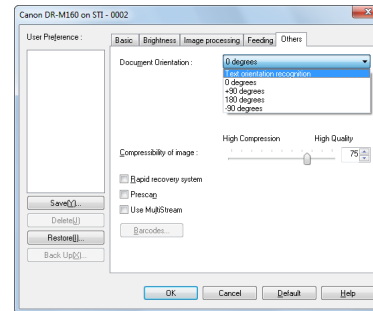 Canon DR-M160 on STI - 0002
User Preference :
Basic Brightness Image processing Feeding Others
Document Orientation :
0 degrees
Text orientation recognition
0 degrees
+90 degrees
180 degrees
-90 degrees
High Compression High Quality
Compressibility of image :
75
Rapid recovery system
Prescan
Use MultiStream
Barcodes...
Save(Y)...
Delete(J)
Restore(I)...
Back Up(K)...
OK Cancel Default Help